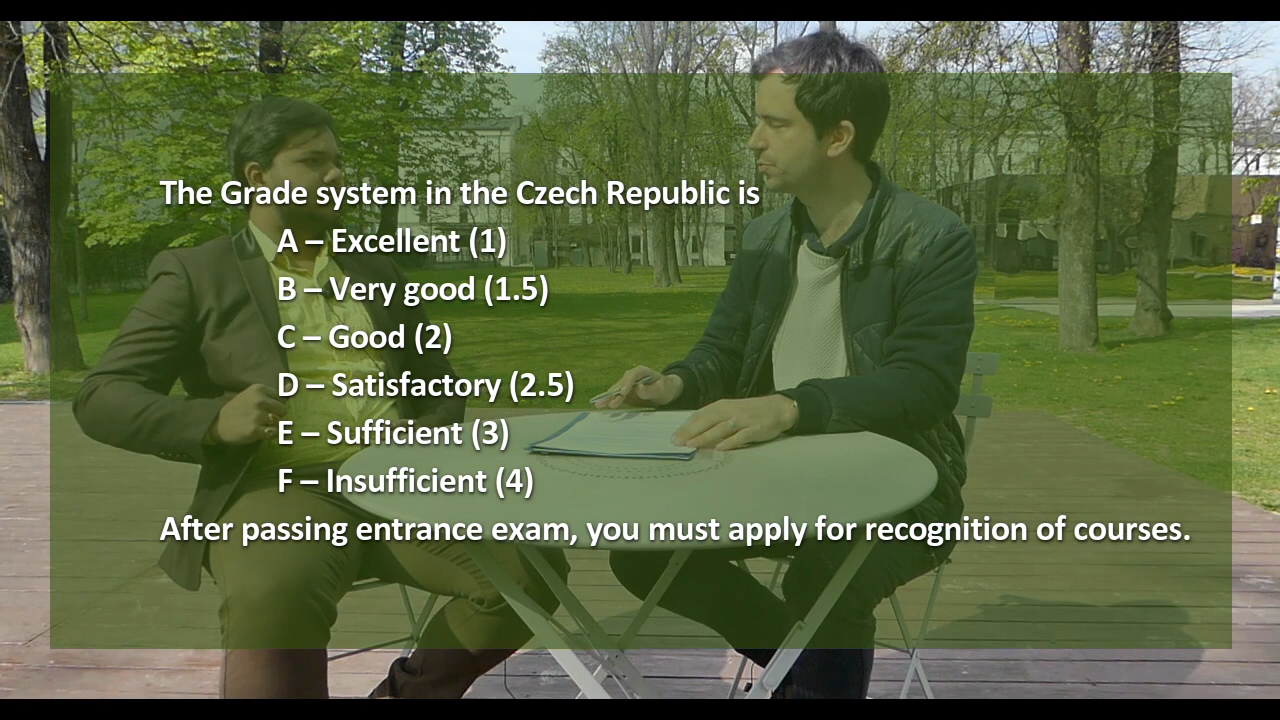 The Grade system in the Czech Republic is
A – Excellent (1)
B – Very good (1.5)
C – Good (2)
D – Satisfactory (2.5)
E – Sufficient (3)
F – Insufficient (4)
After passing entrance exam, you must apply for recognition of courses.